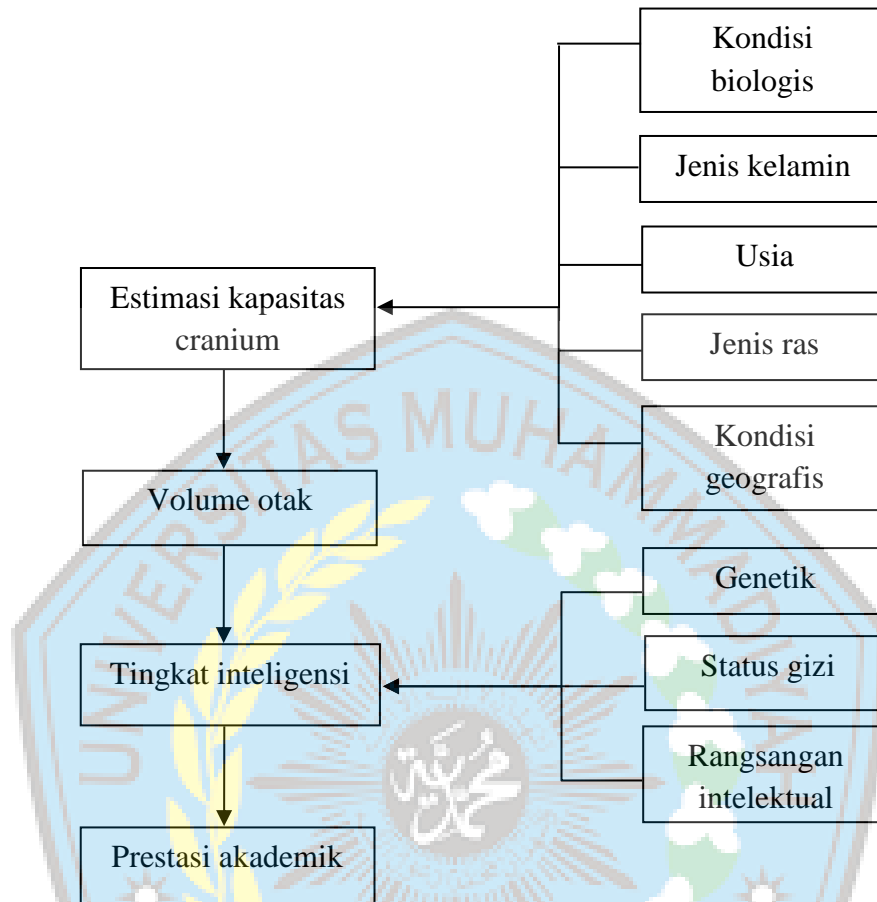 Kondisi
biologis
Jenis kelamin
Usia
Estimasi kapasitas
cranium
Jenis ras
Kondisi
geografis
Volume otak
Genetik
Tingkat inteligensi
Status gizi
Rangsangan
intelektual
Prestasi akademik
UNIVERSITAS MUHAMMADIYAH